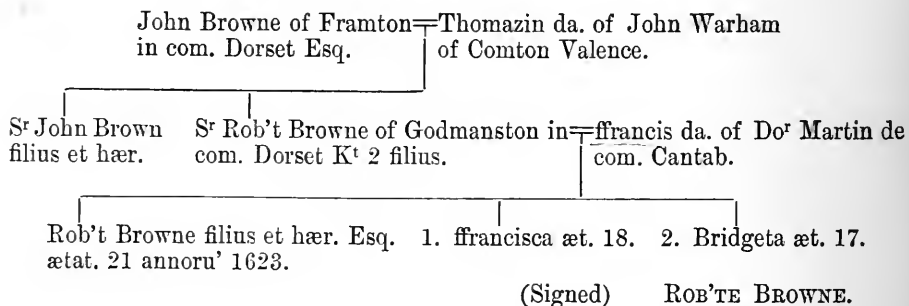 John Browne of Framton Thomazin da. of John Warham
in com. Dorset Esq. of Comton Valence.
Sr John Brown Sr Rob't Browne of Godmanston in ffrancis da. of Dor Martin de
filius et hær. com. Dorset Kt 2 filius. com. Cantab.
Rob't Browne filius et hær. Esq. 1. ffrancisca æt. 18. 2. Bridgeta æt. 17.
ætat. 21 annoru' 1623.
(Signed) ROB'TE BROWNE.